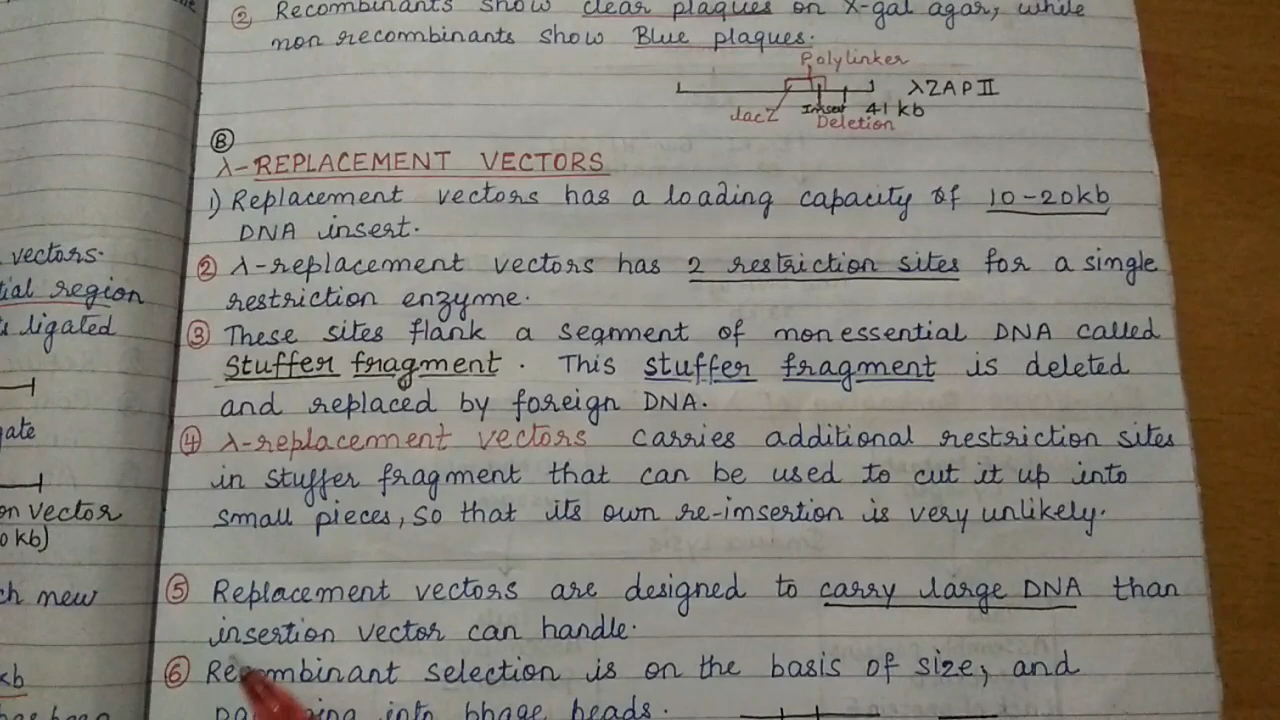 ② Recombinants show clear plaques on X-gal agar, while
non recombinants show Blue plaques.
Polylinker
λZAP II
lacZ Insert 41 kb
Deletion
Ⓑ
λ-REPLACEMENT VECTORS
1) Replacement vectors has a loading capacity of 10-20kb
DNA insert.
② λ-replacement vectors has 2 restriction sites for a single
restriction enzyme.
③ These sites flank a segment of nonessential DNA called
Stuffer fragment. This stuffer fragment is deleted
and replaced by foreign DNA.
④ λ-replacement vectors carries additional restriction sites
in stuffer fragment that can be used to cut it up into
small pieces, so that its own re-insertion is very unlikely.
⑤ Replacement vectors are designed to carry large DNA than
insertion vector can handle.
⑥ Recombinant selection is on the basis of size, and
into phage heads.
vectors.
region
ligated
vector
kb)
new
kb